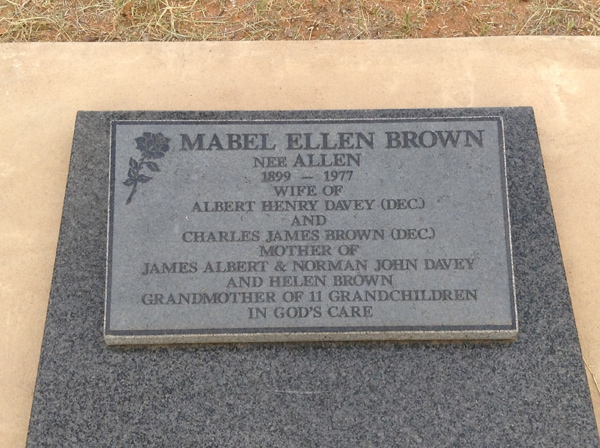 MABEL ELLEN BROWN
NEE ALLEN
1899 – 1977
WIFE OF
ALBERT HENRY DAVEY (DEC.)
AND
CHARLES JAMES BROWN (DEC.)
MOTHER OF
JAMES ALBERT & NORMAN JOHN DAVEY
AND HELEN BROWN
GRANDMOTHER OF 11 GRANDCHILDREN
IN GOD'S CARE